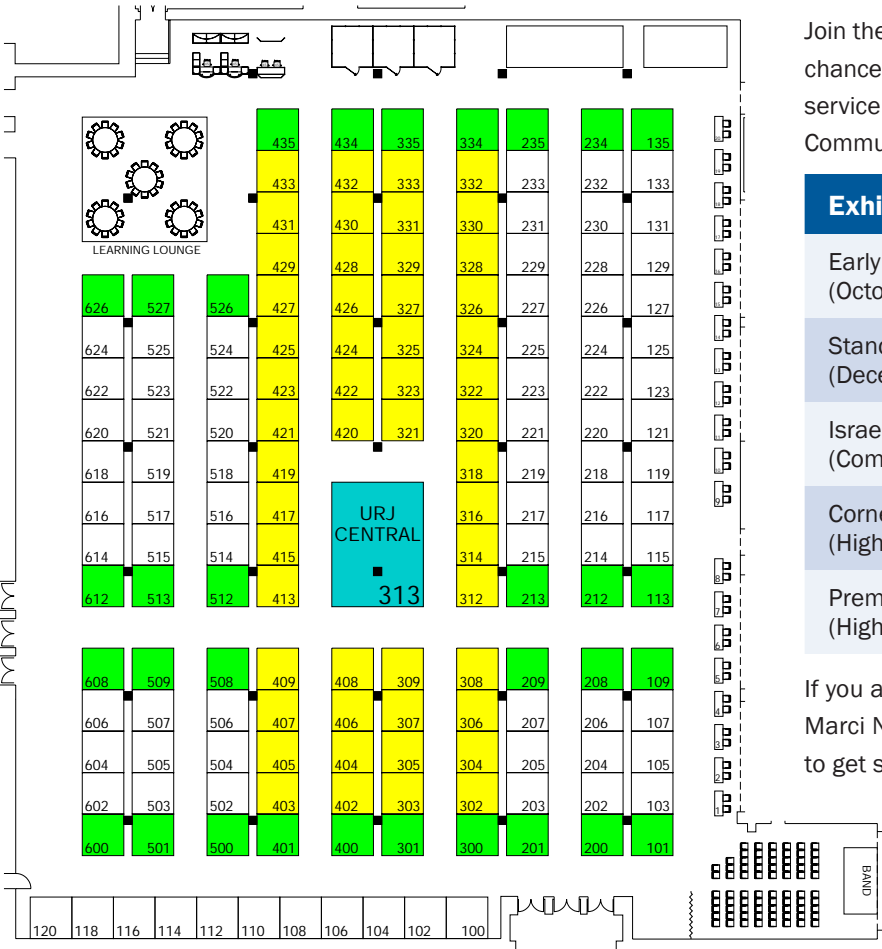 435 434 335 334 235 234 135
433 432 333 332 233 232 133
431 430 331 330 231 230 131
LEARNING LOUNGE
429 428 329 328 229 228 129
626 527 526 427 426 327 326 227 226 127
624 525 524 425 424 325 324 225 224 125
622 523 522 423 422 323 322 223 222 123
620 521 520 421 420 321 320 221 220 121
618 519 518 419 318 219 218 119
616 517 516 417 316 217 216 117
614 515 514 415 314 215 214 115
612 513 512 413 312 213 212 113
URJ
CENTRAL
313
608 509 508 409 408 309 308 209 208 109
606 507 506 407 406 307 306 207 206 107
604 505 504 405 404 305 304 205 204 105
602 503 502 403 402 303 302 203 202 103
600 501 500 401 400 301 300 201 200 101
120 118 116 114 112 110 108 106 104 102 100
9
8
7
6
5
4
3
2
1
BAND
Join the
chance
service
Commu
Exhi
Early
(Octo
Stand
(Dece
Israe
(Com
Corne
(High
Prem
(High
If you a
Marci N
to get s